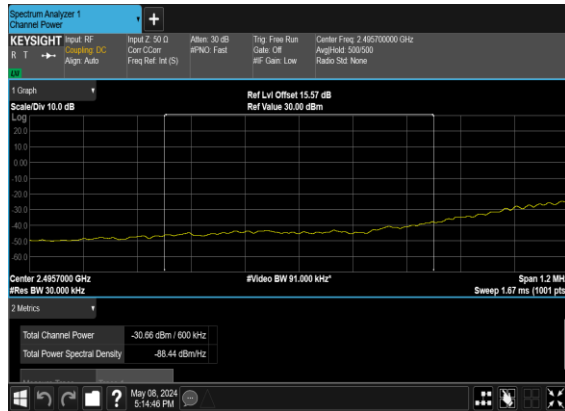 Spectrum Analyzer 1
Channel Power
+
KEYSIGHT Input: RF Input Z: 50 Ω Atten: 30 dB Trig: Free Run Center Freq: 2.495700000 GHz
R T Coupling: DC Corr CCorr #PNO: Fast Gate: Off Avg|Hold: 500/500
Align: Auto Freq Ref: Int (S) #IF Gain: Low Radio Std: None
LXI
1 Graph
Ref Lvl Offset 15.57 dB
Scale/Div 10.0 dB Ref Value 30.00 dBm
Log
20.0
10.0
0.00
-10.0
-20.0
-30.0
-40.0
-50.0
-60.0
Center 2.4957000 GHz #Video BW 91.000 kHz* Span 1.2 MH
#Res BW 30.000 kHz Sweep 1.67 ms (1001 pts
2 Metrics
Total Channel Power -30.66 dBm / 600 kHz
Total Power Spectral Density -88.44 dBm/Hz
? May 08, 2024
5:14:46 PM